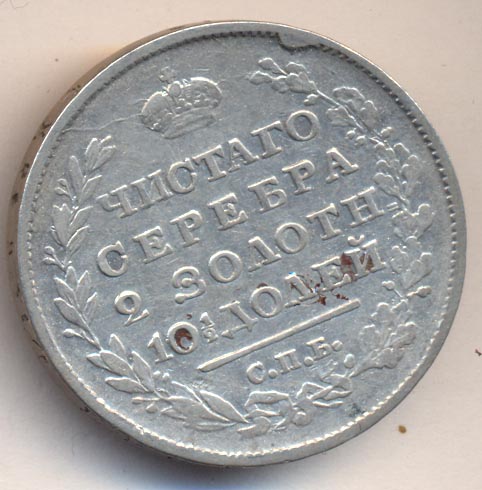 ЧИСТАГО
СЕРЕБРА
2 ЗОЛОТН.
10 1/2 ДОЛЕЙ
С.П.Б.